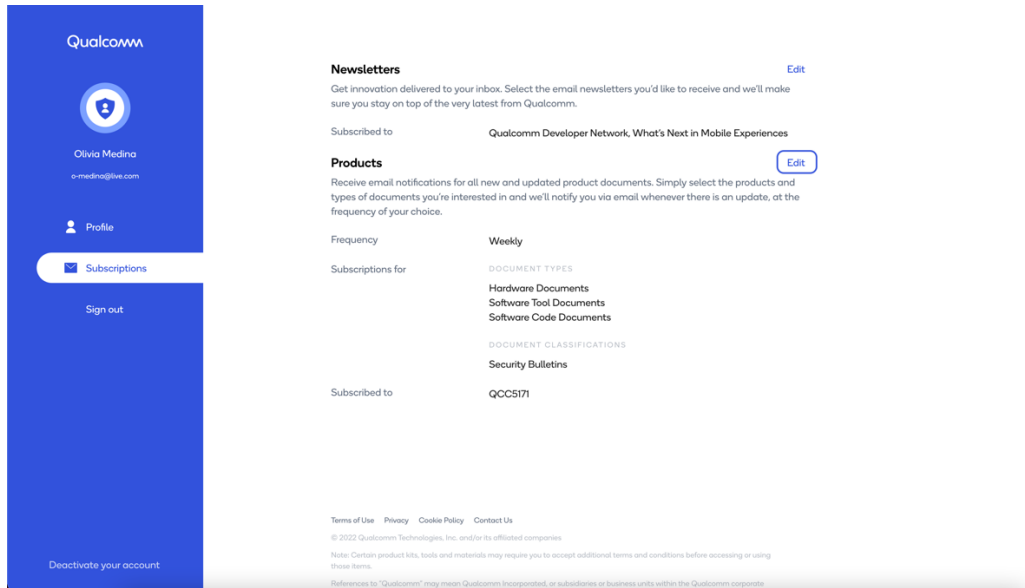 Qualcomm
Olivia Medina
o-medina@live.com
Profile
Subscriptions
Sign out
Deactivate your account
Newsletters
Edit
Get innovation delivered to your inbox. Select the email newsletters you'd like to receive and we'll make
sure you stay on top of the very latest from Qualcomm.
Subscribed to
Qualcomm Developer Network, What's Next in Mobile Experiences
Products
Edit
Receive email notifications for all new and updated product documents. Simply select the products and
types of documents you're interested in and we'll notify you via email whenever there is an update, at the
frequency of your choice.
Frequency
Weekly
Subscriptions for
DOCUMENT TYPES
Hardware Documents
Software Tool Documents
Software Code Documents
DOCUMENT CLASSIFICATIONS
Security Bulletins
Subscribed to
QCC5171
Terms of Use Privacy Cookie Policy Contact Us
© 2022 Qualcomm Technologies, Inc. and/or its affiliated companies
Note: Certain product kits, tools and materials may require you to accept additional terms and conditions before accessing or using
those items.
References to "Qualcomm" may mean Qualcomm Incorporated, or subsidiaries or business units within the Qualcomm corporate